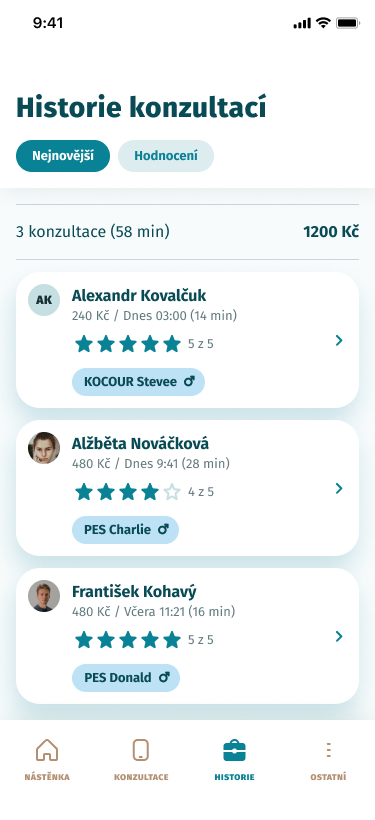 9:41
Historie konzultací
Nejnovější
Hodnocení
3 konzultace (58 min)
1200 Kč
AK
Alexandr Kovalčuk
240 Kč / Dnes 03:00 (14 min)
5 z 5
KOCOUR Stevee ♂
Alžběta Nováčková
480 Kč / Dnes 9:41 (28 min)
4 z 5
PES Charlie ♂
František Kohavý
480 Kč / Včera 11:21 (16 min)
5 z 5
PES Donald ♂
NÁSTĚNKA
KONZULTACE
HISTORIE
OSTATNÍ